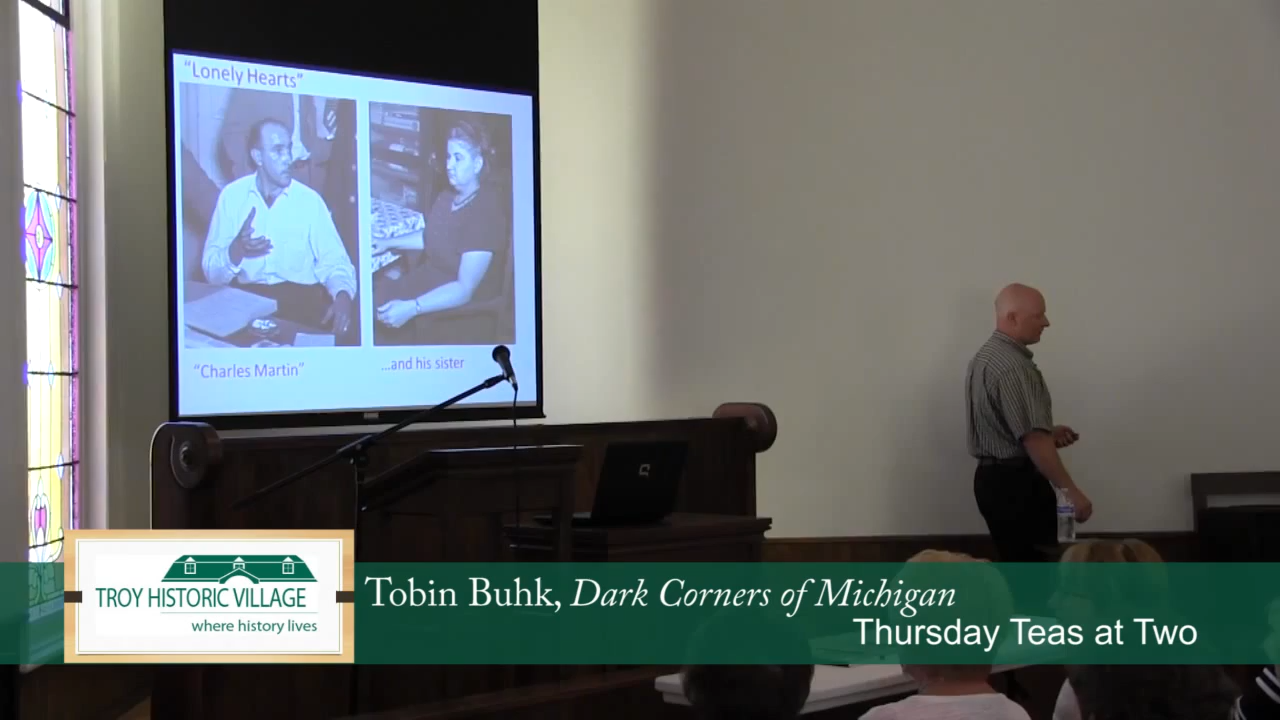 “Lonely Hearts”
“Charles Martin”
...and his sister
TROY HISTORIC VILLAGE
where history lives
Tobin Buhk, Dark Corners of Michigan
Thursday Teas at Two